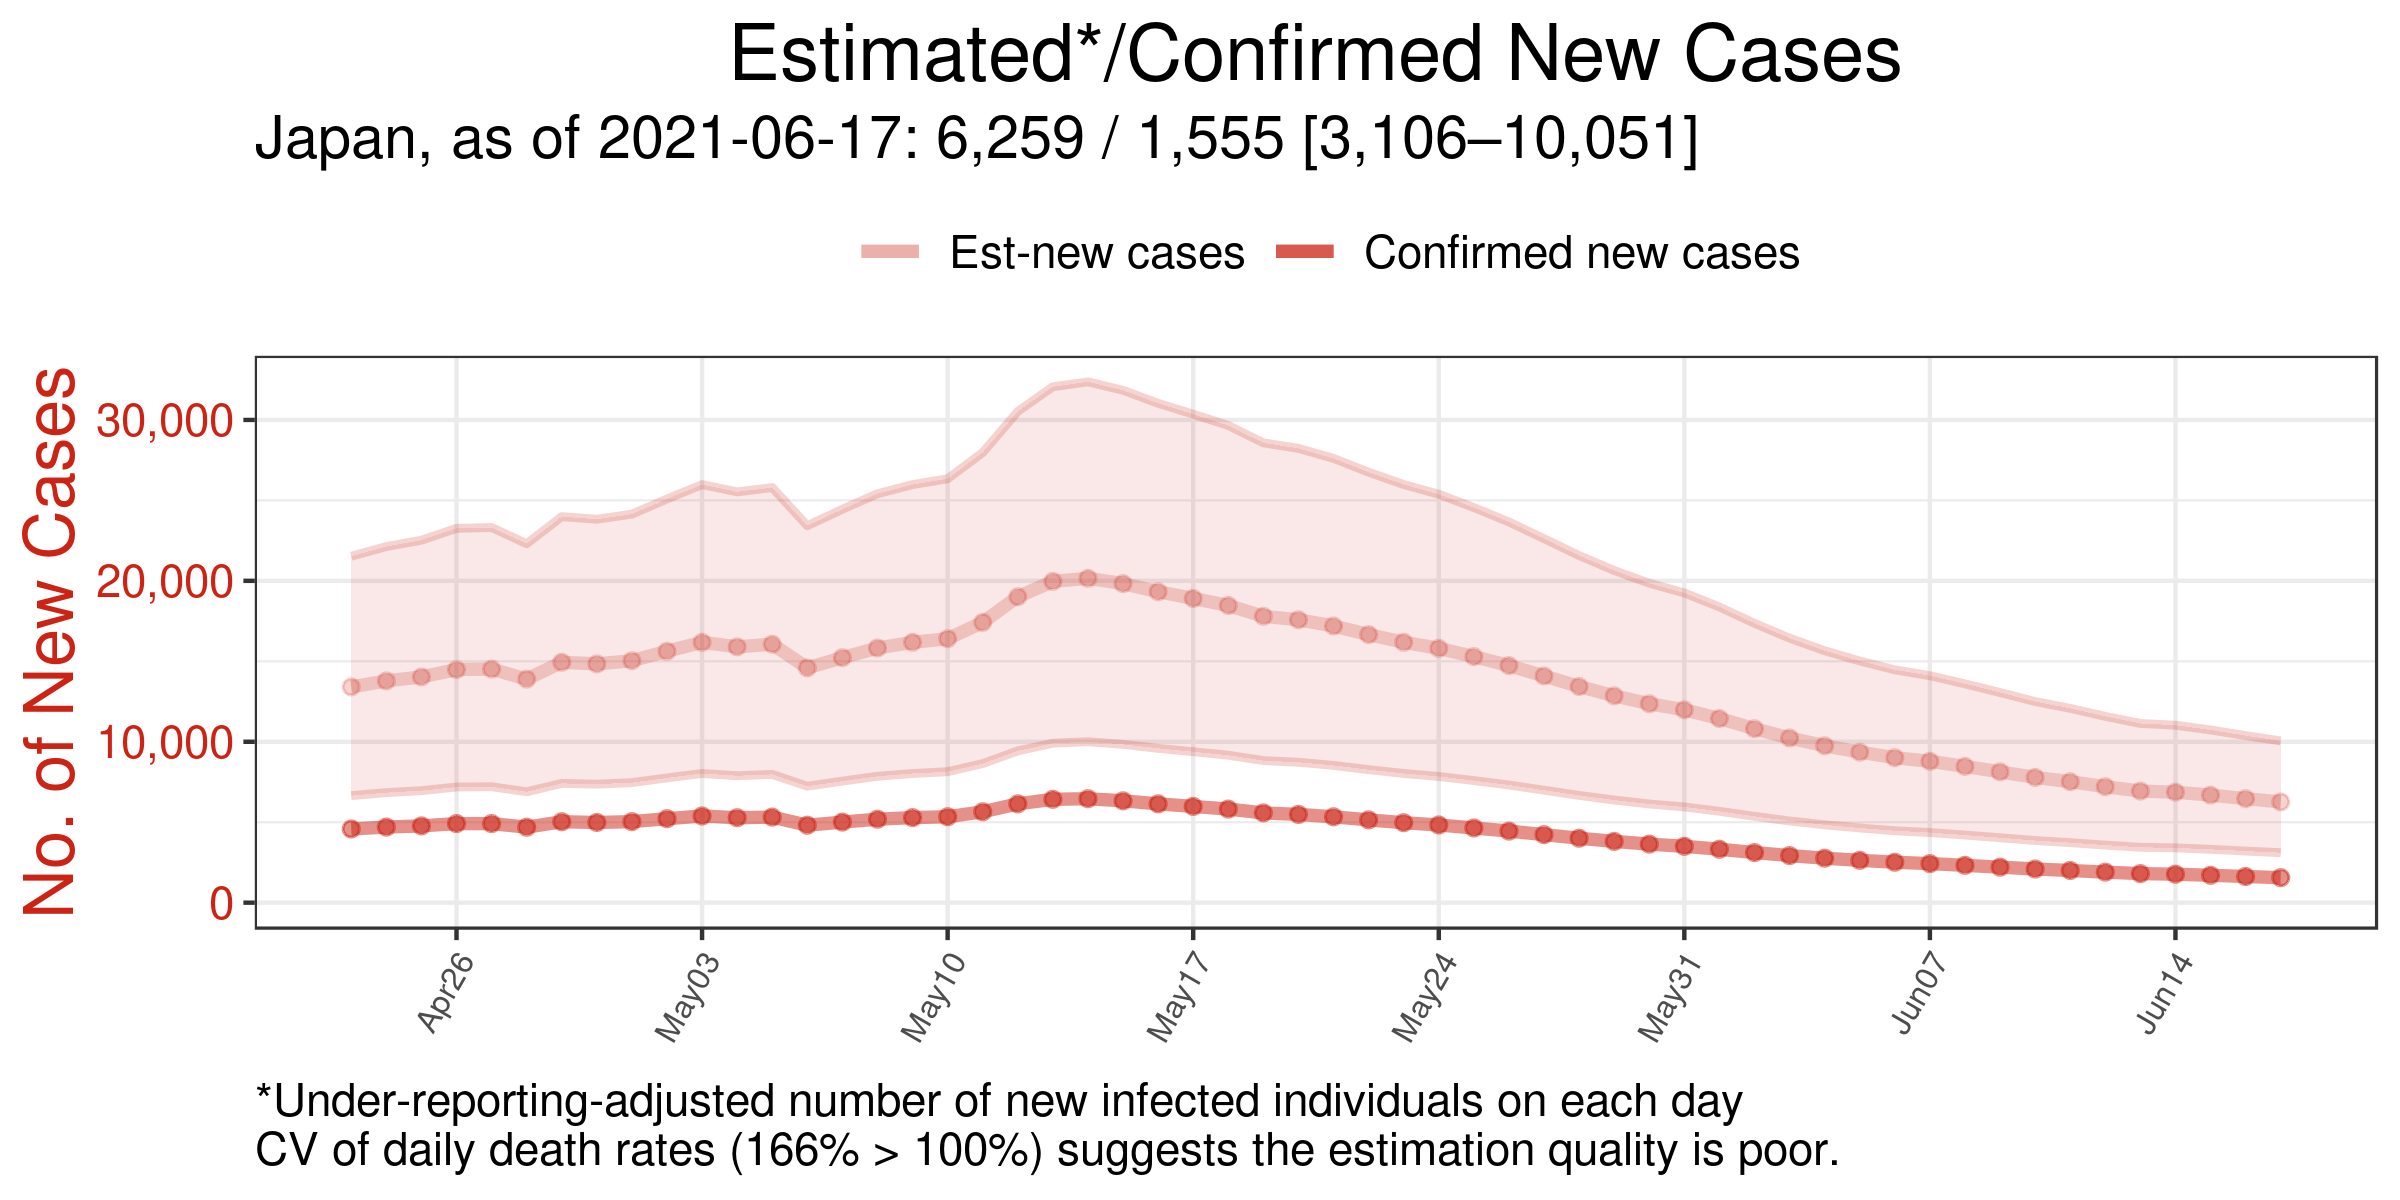 Estimated*/Confirmed New Cases
Japan, as of 2021-06-17: 6,259 / 1,555 [3,106–10,051]
Est-new cases
Confirmed new cases
No. of New Cases
30,000
20,000
10,000
0
Apr26
May03
May10
May17
May24
May31
Jun07
Jun14
*Under-reporting-adjusted number of new infected individuals on each day
CV of daily death rates (166% > 100%) suggests the estimation quality is poor.